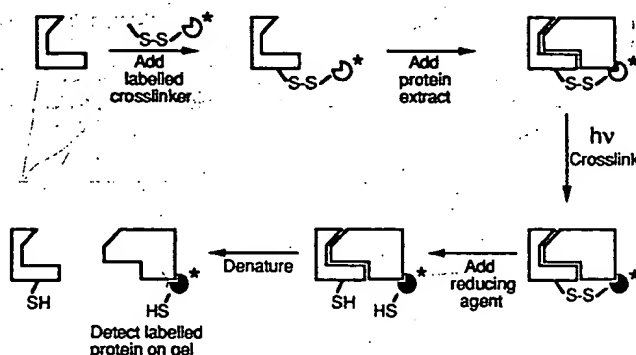 S-S *
Add
labelled
crosslinker
S-S *
Add
protein
extract
S-S *
hν
Crosslink
S-S *
Add
reducing
agent
SH HS *
Denature
SH HS *
Detect labelled
protein on gel